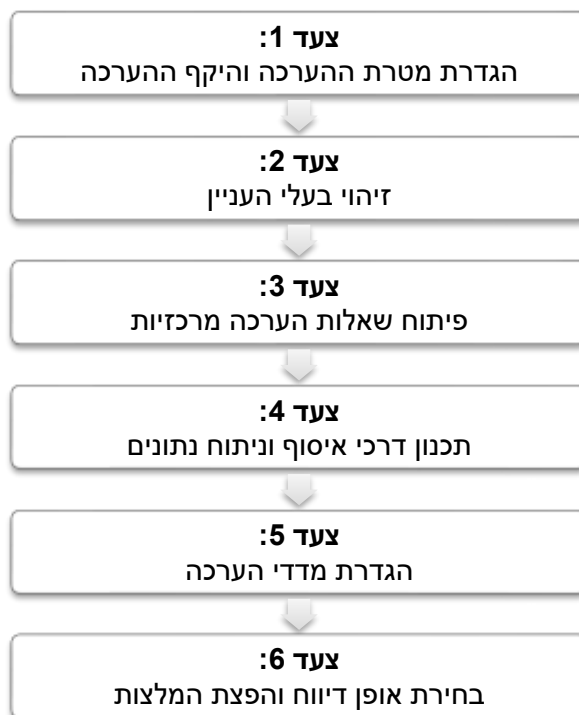 צעד 1:
הגדרת מטרת ההערכה והיקף ההערכה
צעד 2:
זיהוי בעלי העניין
צעד 3:
פיתוח שאלות הערכה מרכזיות
צעד 4:
תכנון דרכי איסוף וניתוח נתונים
צעד 5:
הגדרת מדדי הערכה
צעד 6:
בחירת אופן דיווח והפצת המלצות